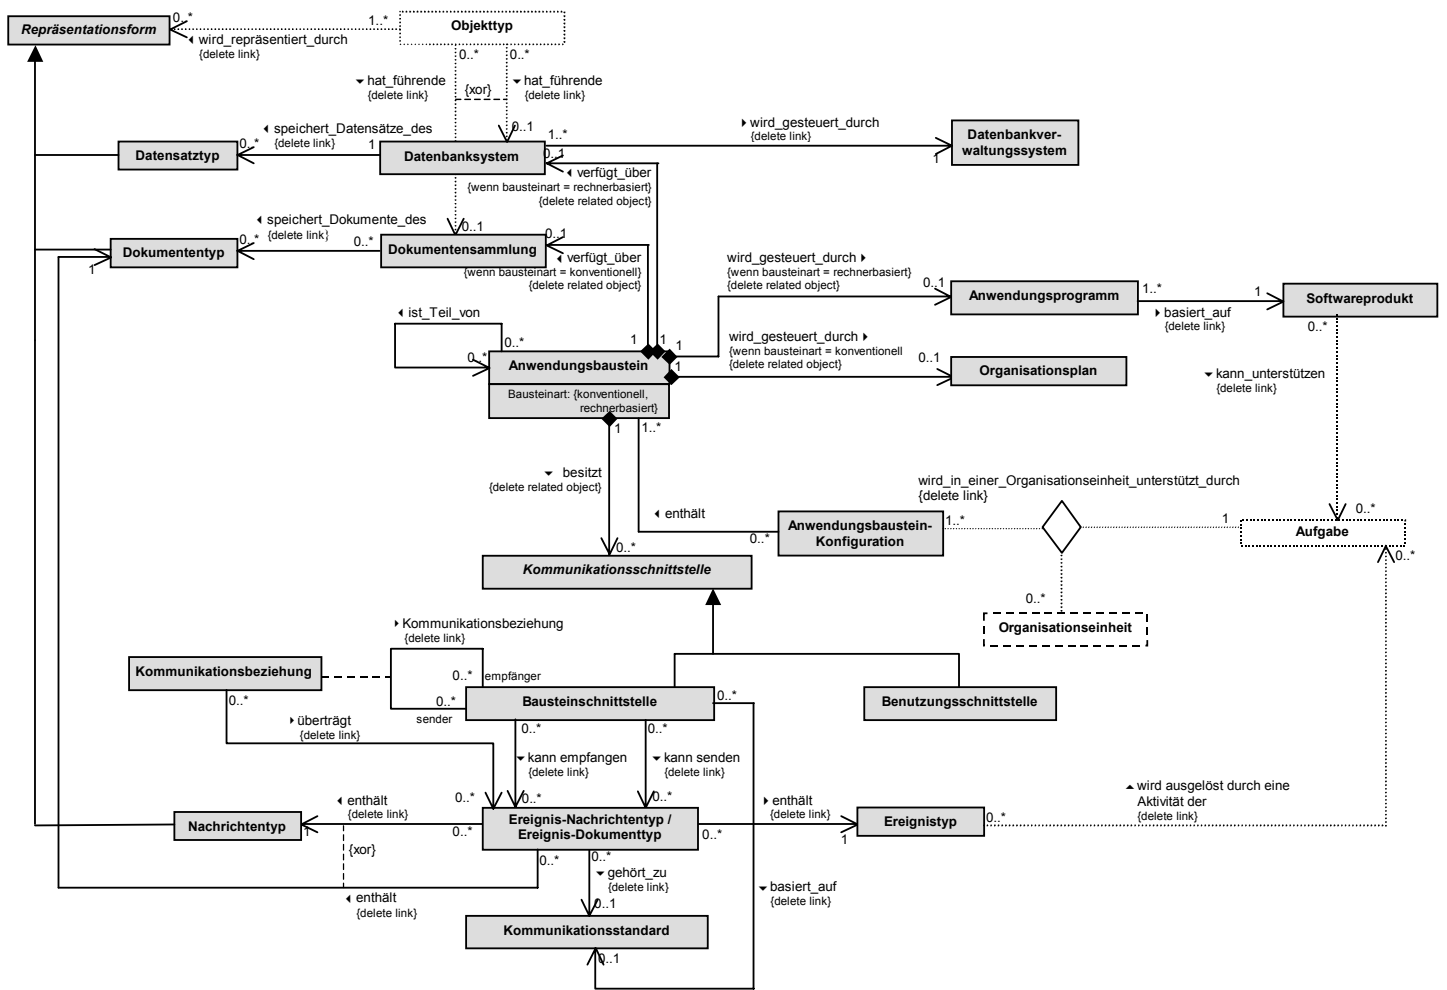 Repräsentationsform
0..*
1..*
Objekttyp
wird_repräsentiert_durch
{delete link}
0..*
0..*
hat_führende
{delete link}
{xor}
hat_führende
{delete link}
0..1
speichert_Datensätze_des
{delete link}
Datensatztyp
0..*
1
Datenbanksystem
1..*
wird_gesteuert_durch
{delete link}
1
Datenbankver-
waltungssystem
0..1
verfügt_über
{wenn bausteinart = rechnerbasiert}
{delete related object}
speichert_Dokumente_des
{delete link}
Dokumententyp
1
0..*
0..*
0..1
Dokumentensammlung
0..1
verfügt_über
{wenn bausteinart = konventionell}
{delete related object}
wird_gesteuert_durch
{wenn bausteinart = rechnerbasiert}
{delete related object}
0..1
Anwendungsprogramm
1..*
1
basiert_auf
{delete link}
Softwareprodukt
0..*
ist_Teil_von
0..*
0..*
1
1
1
1
Anwendungsbaustein
Bausteinart: {konventionell,
rechnerbasiert}
wird_gesteuert_durch
{wenn bausteinart = konventionell
{delete related object}
0..1
Organisationsplan
kann_unterstützen
{delete link}
1
1..*
besitzt
{delete related object}
0..*
enthält
0..*
Anwendungsbaustein-
Konfiguration
1..*
wird_in_einer_Organisationseinheit_unterstützt_durch
{delete link}
1
0..*
Aufgabe
0..*
0..*
Organisationseinheit
Kommunikationsschnittstelle
Kommunikationsbeziehung
{delete link}
Kommunikationsbeziehung
0..*
0..*
empfänger
0..*
sender
Bausteinschnittstelle
0..*
Benutzungsschnittstelle
überträgt
{delete link}
0..*
0..*
kann empfangen
{delete link}
kann senden
{delete link}
0..*
0..*
0..*
enthält
{delete link}
Nachrichtentyp
1
0..*
Ereignis-Nachrichtentyp /
Ereignis-Dokumenttyp
0..*
enthält
{delete link}
1
Ereignistyp
0..*
wird ausgelöst durch eine
Aktivität der
{delete link}
{xor}
enthält
{delete link}
0..*
0..*
gehört_zu
{delete link}
0..1
basiert_auf
{delete link}
Kommunikationsstandard
0..1